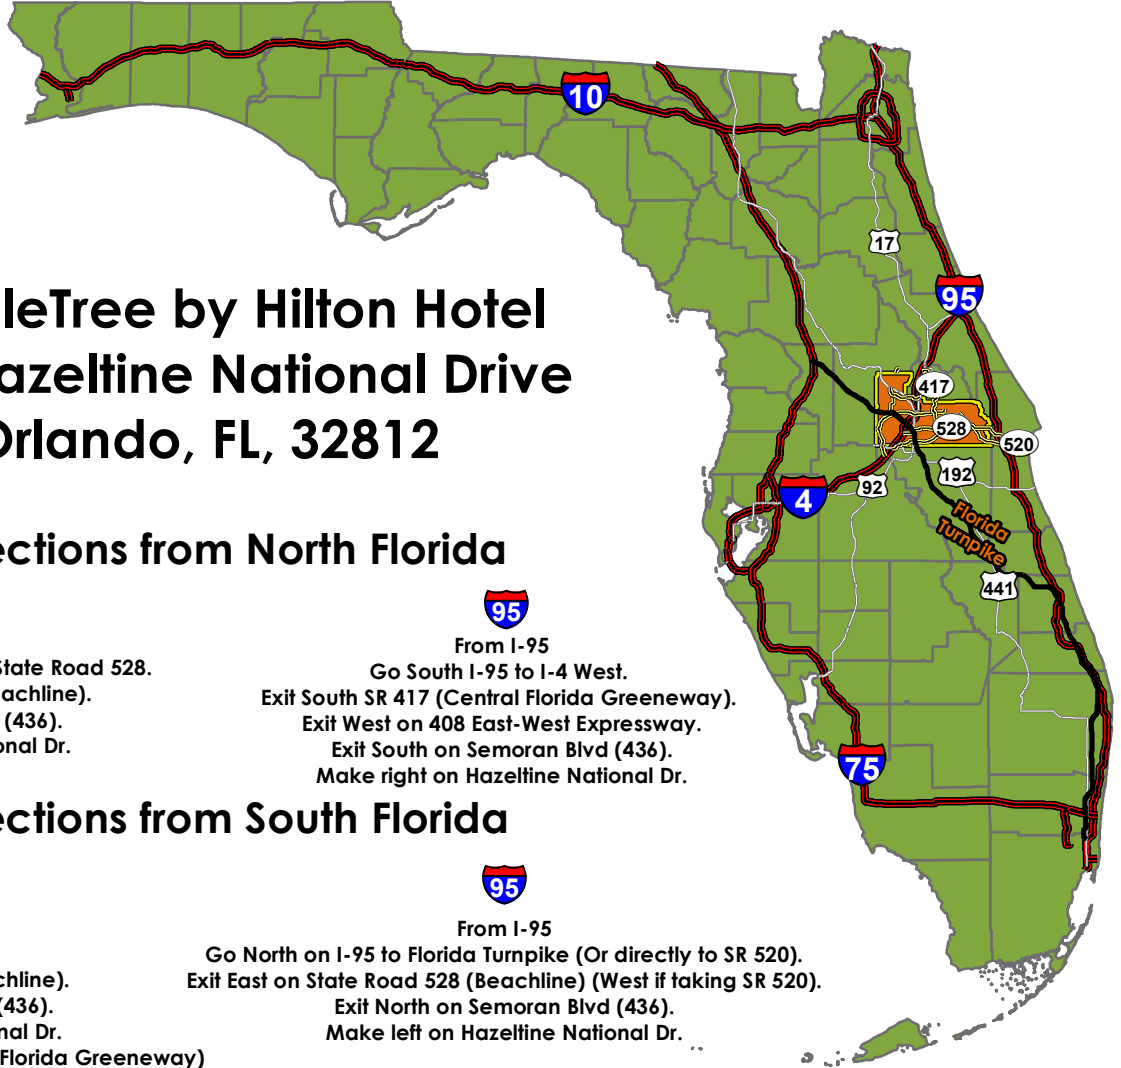 10
17
95
leTree by Hilton Hotel
azeltine National Drive
Orlando, FL, 32812
417
528
520
192
92
4
Florida
Turnpike
441
ections from North Florida
95
From I-95
Go South I-95 to I-4 West.
Exit South SR 417 (Central Florida Greeneway).
Exit West on 408 East-West Expressway.
Exit South on Semoran Blvd (436).
Make right on Hazeltine National Dr.
State Road 528.
achline).
(436).
onal Dr.
75
ections from South Florida
95
From I-95
Go North on I-95 to Florida Turnpike (Or directly to SR 520).
Exit East on State Road 528 (Beachline) (West if taking SR 520).
Exit North on Semoran Blvd (436).
Make left on Hazeltine National Dr.
chline).
(436).
nal Dr.
Florida Greeneway)